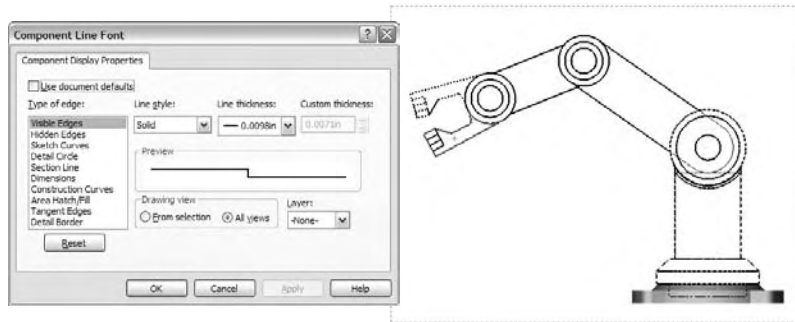 Component Line Font
Component Display Properties
Use document defaults
Type of edge:
Line style:
Line thickness:
Custom thickness:
Visible Edges
Hidden Edges
Sketch Curves
Detail Circle
Section Line
Dimensions
Construction Curves
Area Hatch/Fill
Tangent Edges
Detail Border
Solid
0.0098in
0.0071in
Preview
Drawing view
From selection
All views
Layer:
-None-
Reset
OK
Cancel
Apply
Help